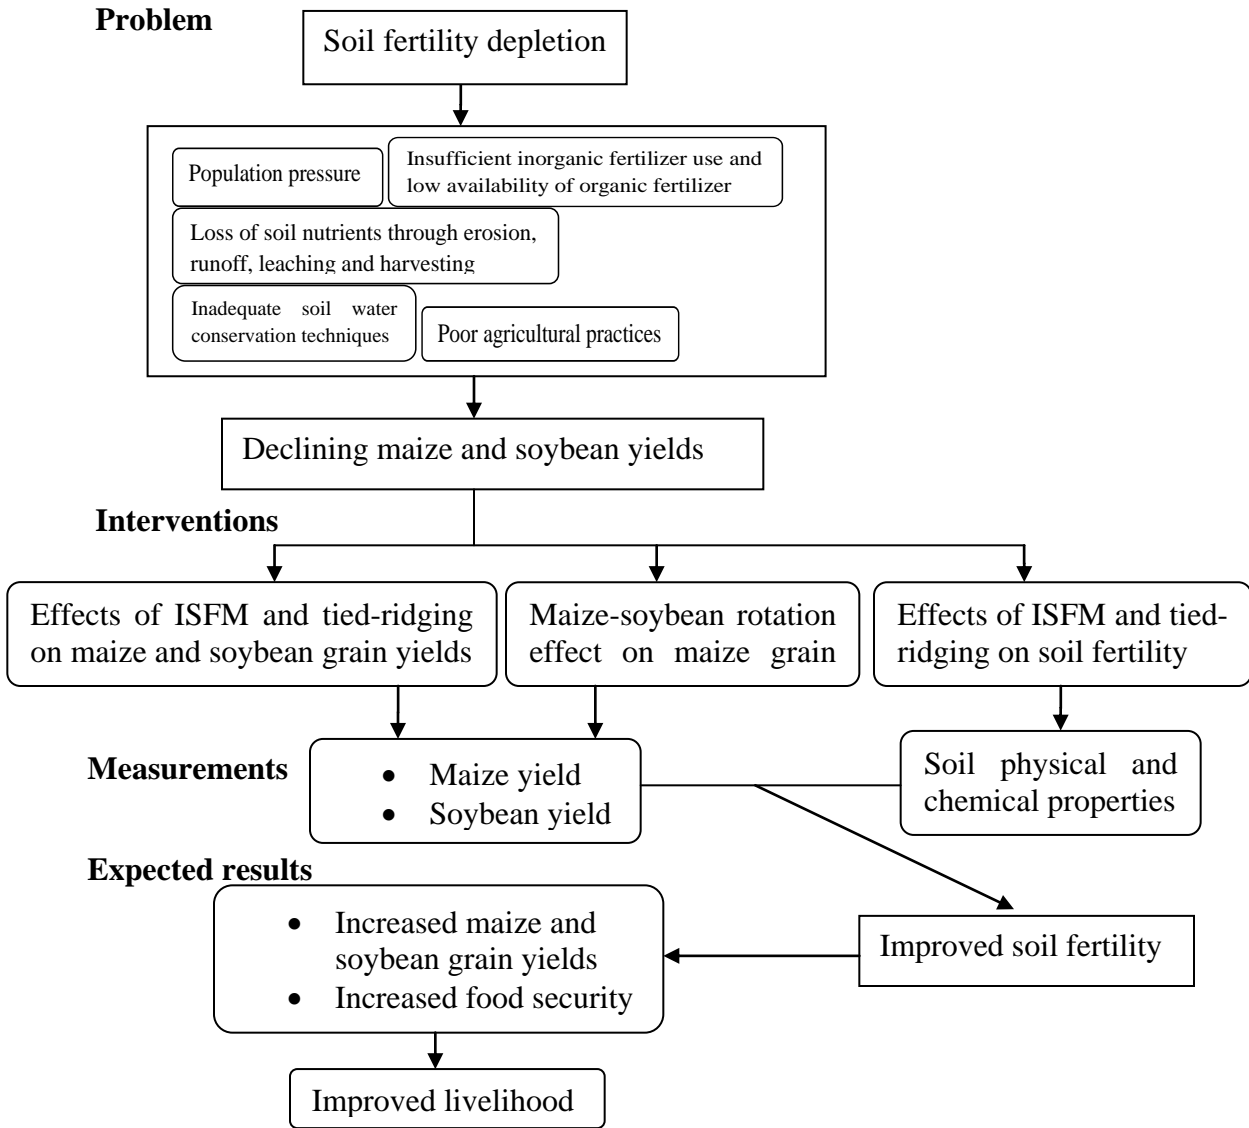 Problem
Soil fertility depletion
Population pressure
Insufficient inorganic fertilizer use and
low availability of organic fertilizer
Loss of soil nutrients through erosion,
runoff, leaching and harvesting
Inadequate soil water
conservation techniques
Poor agricultural practices
Declining maize and soybean yields
Interventions
Effects of ISFM and tied-ridging
on maize and soybean grain yields
Maize-soybean rotation
effect on maize grain
Effects of ISFM and tied-
ridging on soil fertility
Measurements
• Maize yield
• Soybean yield
Soil physical and
chemical properties
Expected results
• Increased maize and
soybean grain yields
• Increased food security
Improved soil fertility
Improved livelihood